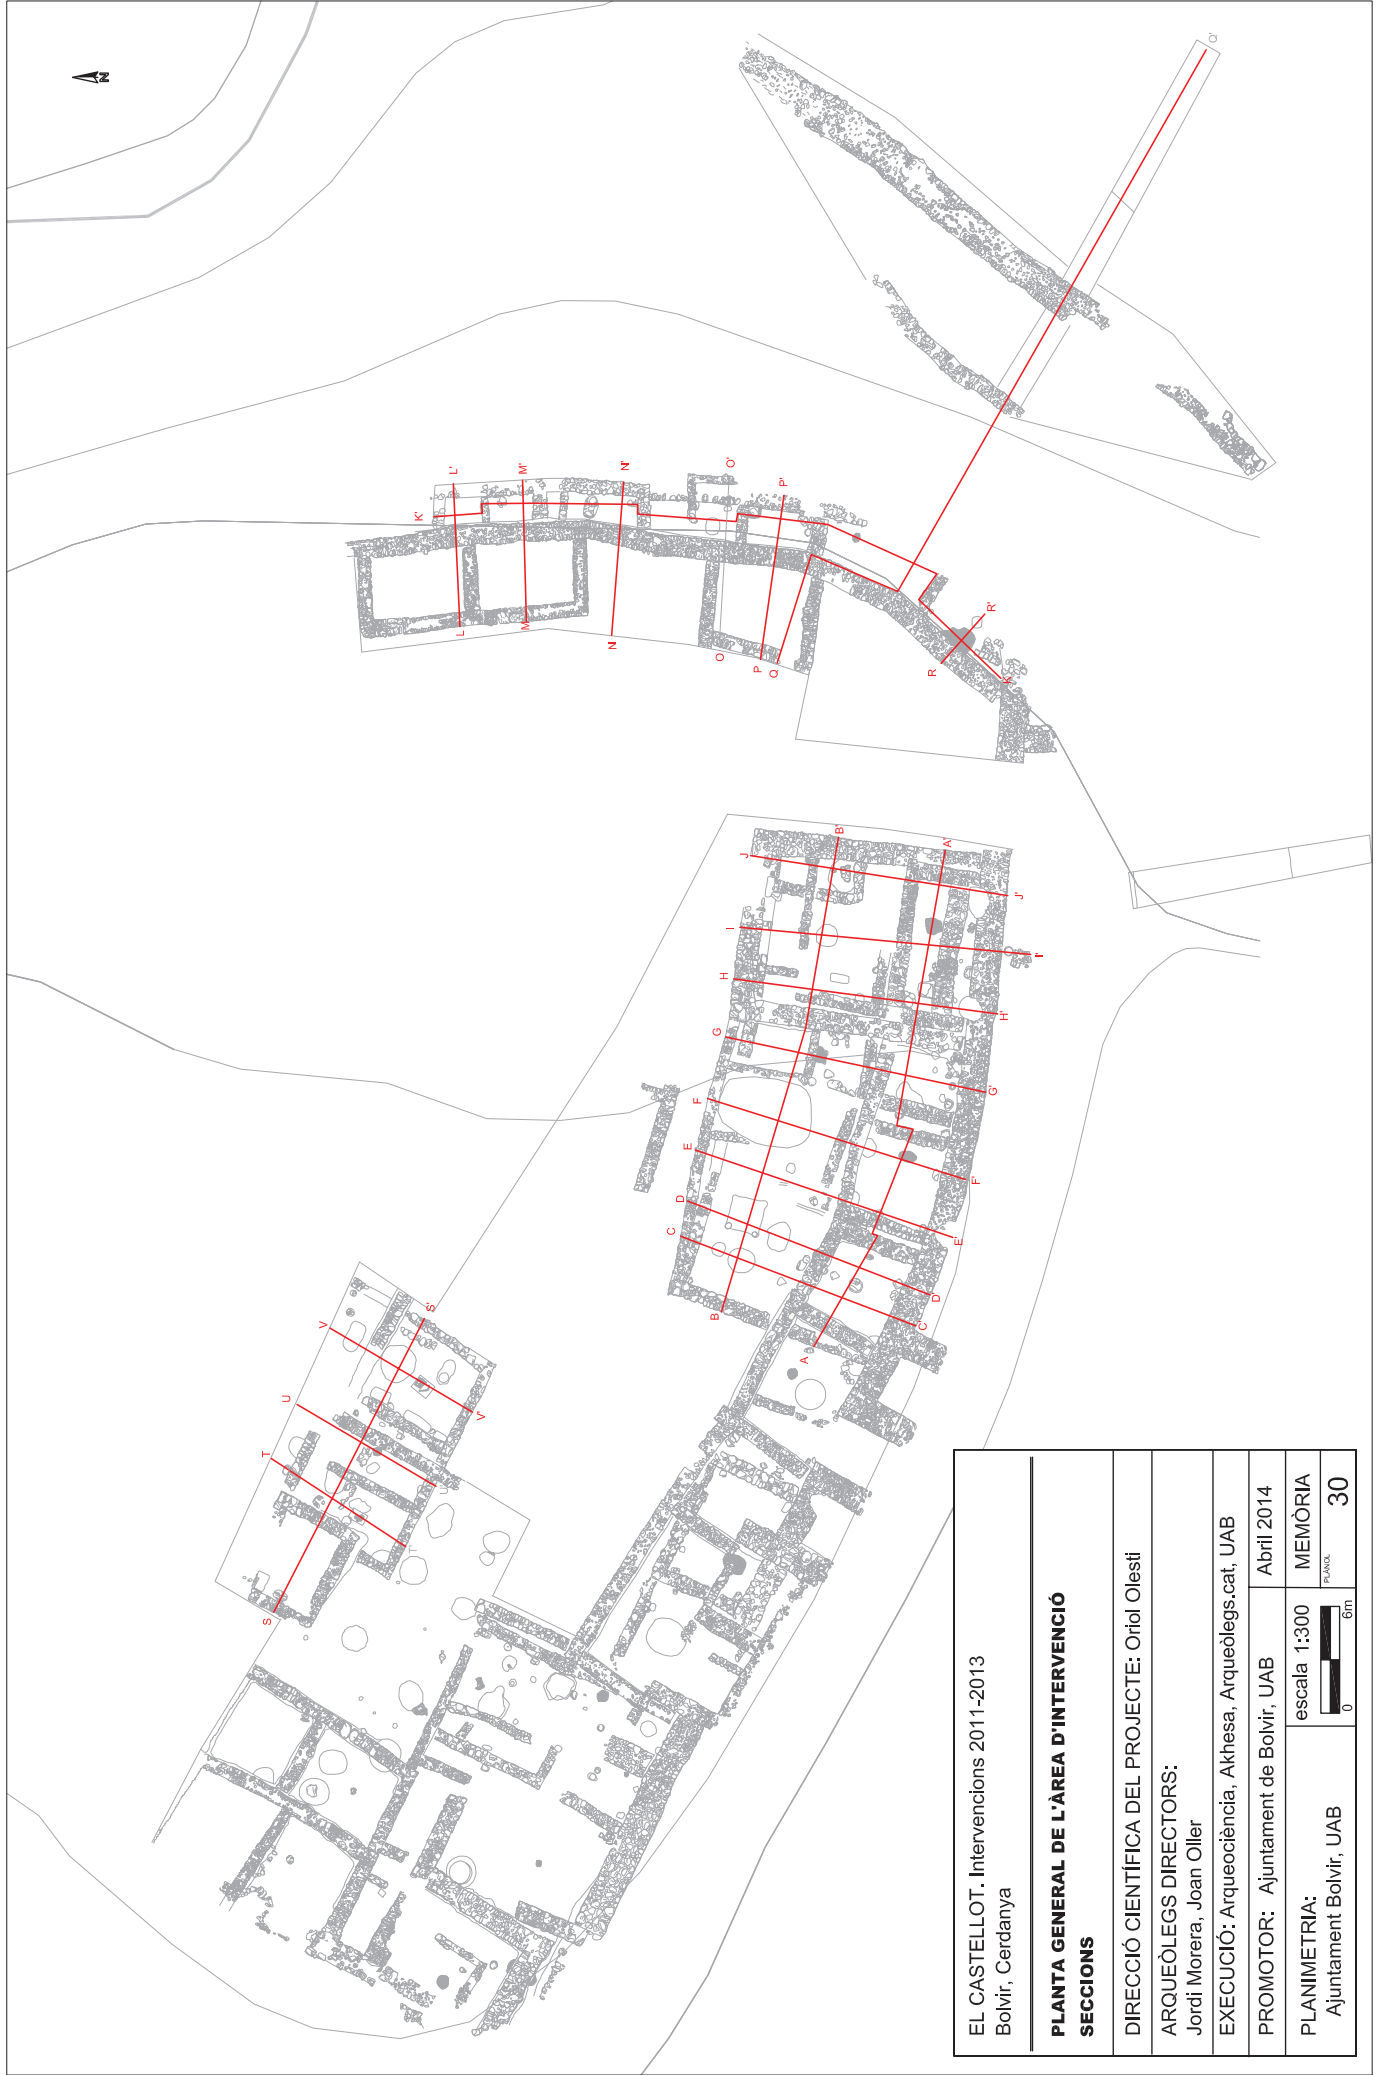 N
Q'
L'
M'
N'
O'
P'
K'
L
M
N
O
P
Q
R
R'
K
J
B'
A'
I
J'
H
I'
G
H'
F
G'
E
F'
D
E'
C
D'
B
C'
A
V
S'
U
V'
T
U'
S
T'
EL CASTELLOT. Intervencions 2011-2013
Bolvir, Cerdanya
PLANTA GENERAL DE L'ÀREA D'INTERVENCIÓ
SECCIONS
DIRECCIÓ CIENTÍFICA DEL PROJECTE: Oriol Olesti
ARQUEÒLEGS DIRECTORS:
Jordi Morera, Joan Oller
EXECUCIÓ: Arqueociència, Akhesa, Arqueòlegs.cat, UAB
PROMOTOR: Ajuntament de Bolvir, UAB
Abril 2014
PLANIMETRIA:
Ajuntament Bolvir, UAB
escala 1:300
0 6m
MEMÒRIA
PLÀNOL
30